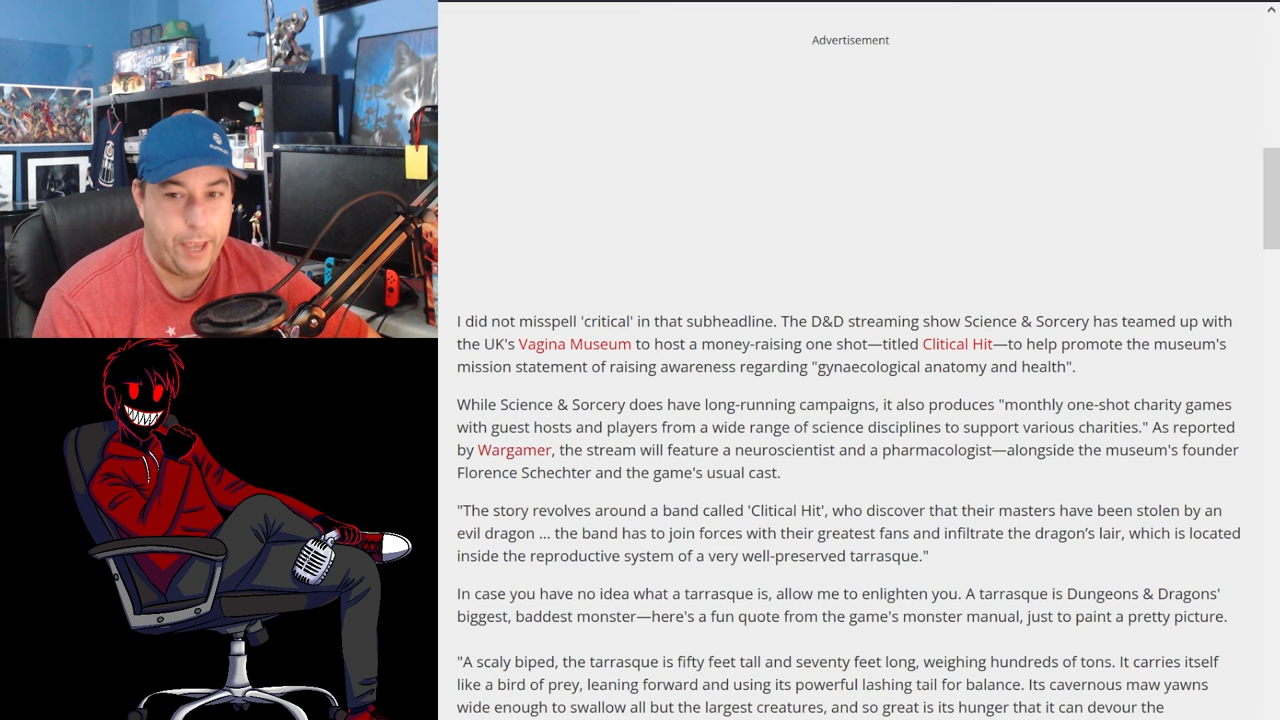 Advertisement
GLORY
I did not misspell 'critical' in that subheadline. The D&D streaming show Science & Sorcery has teamed up with
the UK's Vagina Museum to host a money-raising one shot—titled Clitical Hit—to help promote the museum's
mission statement of raising awareness regarding "gynaecological anatomy and health".
While Science & Sorcery does have long-running campaigns, it also produces "monthly one-shot charity games
with guest hosts and players from a wide range of science disciplines to support various charities." As reported
by Wargamer, the stream will feature a neuroscientist and a pharmacologist—alongside the museum's founder
Florence Schechter and the game's usual cast.
"The story revolves around a band called 'Clitical Hit', who discover that their masters have been stolen by an
evil dragon ... the band has to join forces with their greatest fans and infiltrate the dragon’s lair, which is located
inside the reproductive system of a very well-preserved tarrasque."
In case you have no idea what a tarrasque is, allow me to enlighten you. A tarrasque is Dungeons & Dragons'
biggest, baddest monster—here's a fun quote from the game's monster manual, just to paint a pretty picture.
"A scaly biped, the tarrasque is fifty feet tall and seventy feet long, weighing hundreds of tons. It carries itself
like a bird of prey, leaning forward and using its powerful lashing tail for balance. Its cavernous maw yawns
wide enough to swallow all but the largest creatures, and so great is its hunger that it can devour the